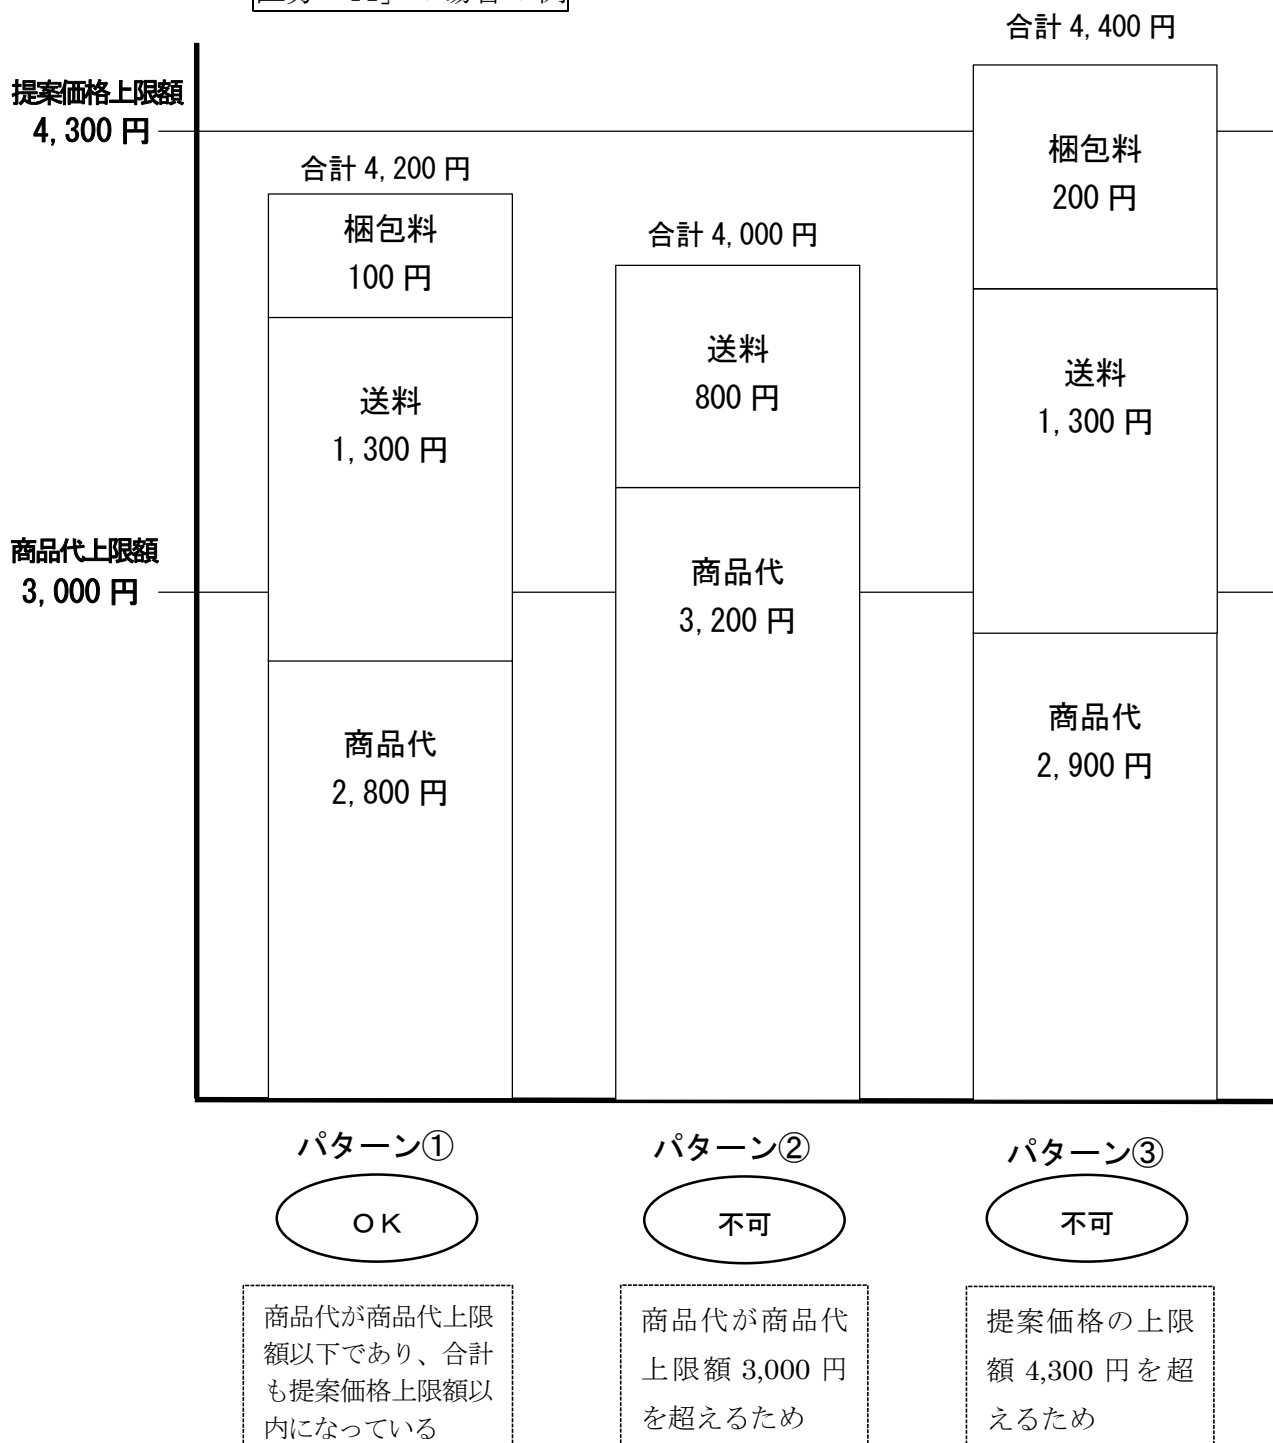 合計 4,400 円
提案価格上限額
4,300 円
合計 4,200 円
梱包料
100 円
送料
1,300 円
商品代
2,800 円
合計 4,000 円
送料
800 円
商品代
3,200 円
梱包料
200 円
送料
1,300 円
商品代
2,900 円
商品代上限額
3,000 円
パターン①
OK
商品代が商品代上限
額以下であり、合計
も提案価格上限額以
内になっている
パターン②
不可
商品代が商品代
上限額 3,000 円
を超えるため
パターン③
不可
提案価格の上限
額 4,300 円を超
えるため